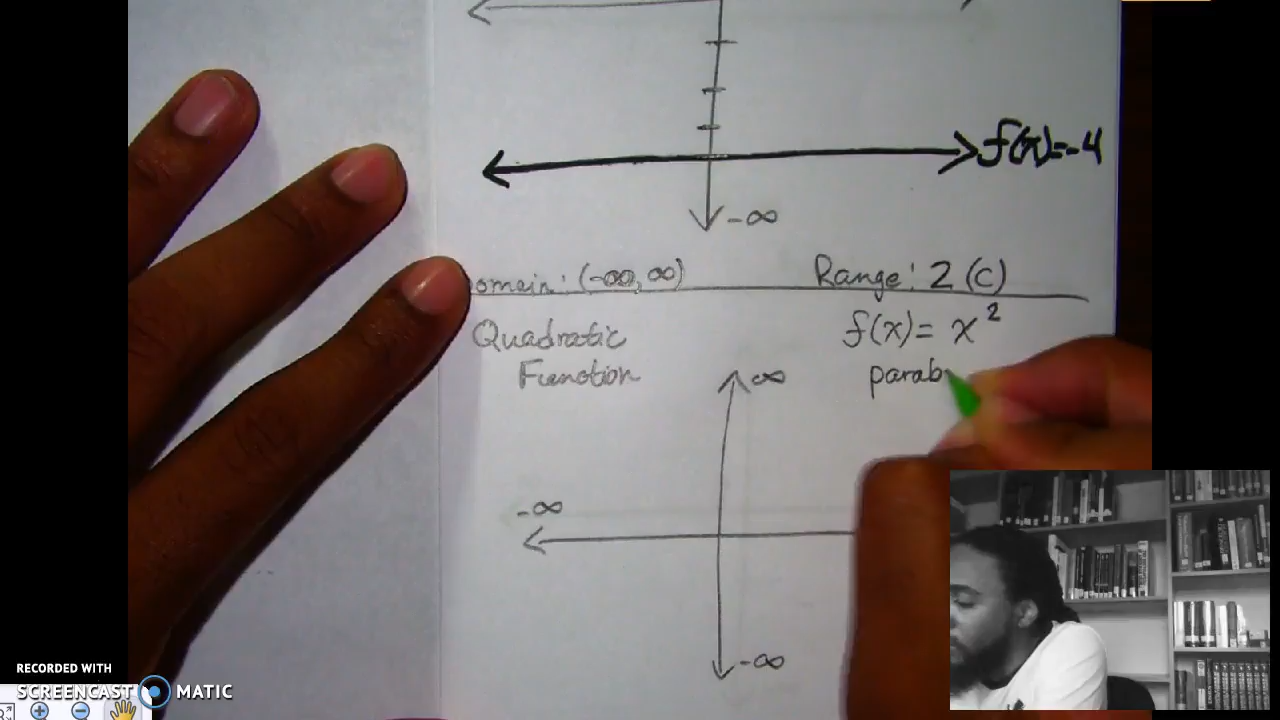 f(x)=-4
-∞
omain: (-∞, ∞)
Range: 2 (c)
Quadratic
Function
f(x)= x²
parab
∞
-∞
-∞
RECORDED WITH
SCREENCAST MATIC